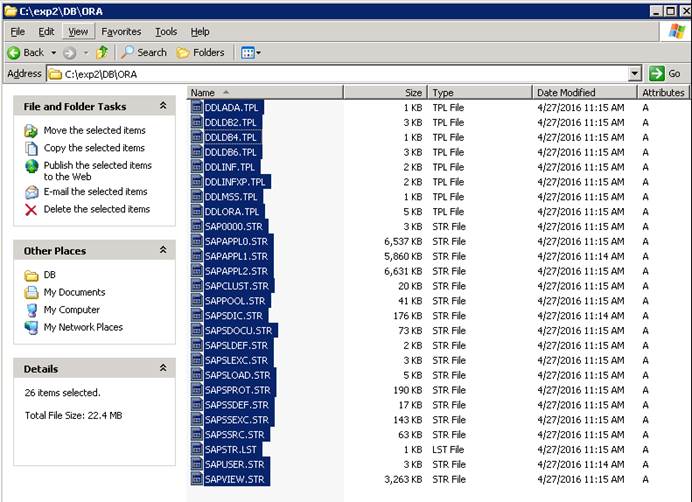 C:\exp2\DB\ORA
File Edit View Favorites Tools Help
Back Search Folders
Address C:\exp2\DB\ORA Go
File and Folder Tasks
Move the selected items
Copy the selected items
Publish the selected items
to the Web
E-mail the selected items
Delete the selected items
Other Places
DB
My Documents
My Computer
My Network Places
Details
26 items selected.
Total File Size: 22.4 MB
Name Size Type Date Modified Attributes
DDLADA.TPL 1 KB TPL File 4/27/2016 11:15 AM A
DDLDB2.TPL 3 KB TPL File 4/27/2016 11:15 AM A
DDLDB4.TPL 1 KB TPL File 4/27/2016 11:15 AM A
DDLDB6.TPL 3 KB TPL File 4/27/2016 11:15 AM A
DDLINF.TPL 2 KB TPL File 4/27/2016 11:15 AM A
DDLINFXP.TPL 2 KB TPL File 4/27/2016 11:15 AM A
DDLMSS.TPL 1 KB TPL File 4/27/2016 11:15 AM A
DDLORA.TPL 5 KB TPL File 4/27/2016 11:15 AM A
SAP0000.STR 3 KB STR File 4/27/2016 11:15 AM A
SAPAPPL0.STR 6,537 KB STR File 4/27/2016 11:15 AM A
SAPAPPL1.STR 5,860 KB STR File 4/27/2016 11:14 AM A
SAPAPPL2.STR 6,631 KB STR File 4/27/2016 11:15 AM A
SAPCLUST.STR 20 KB STR File 4/27/2016 11:15 AM A
SAPPOOL.STR 41 KB STR File 4/27/2016 11:15 AM A
SAPSDIC.STR 176 KB STR File 4/27/2016 11:14 AM A
SAPSDOCU.STR 73 KB STR File 4/27/2016 11:15 AM A
SAPSLDEF.STR 2 KB STR File 4/27/2016 11:15 AM A
SAPSLEXC.STR 3 KB STR File 4/27/2016 11:15 AM A
SAPSLOAD.STR 5 KB STR File 4/27/2016 11:15 AM A
SAPSPROT.STR 190 KB STR File 4/27/2016 11:15 AM A
SAPSSDEF.STR 17 KB STR File 4/27/2016 11:15 AM A
SAPSSEXC.STR 143 KB STR File 4/27/2016 11:15 AM A
SAPSSRC.STR 63 KB STR File 4/27/2016 11:15 AM A
SAPSTR.LST 1 KB LST File 4/27/2016 11:15 AM A
SAPUSER.STR 3 KB STR File 4/27/2016 11:14 AM A
SAPVIEW.STR 3,263 KB STR File 4/27/2016 11:15 AM A